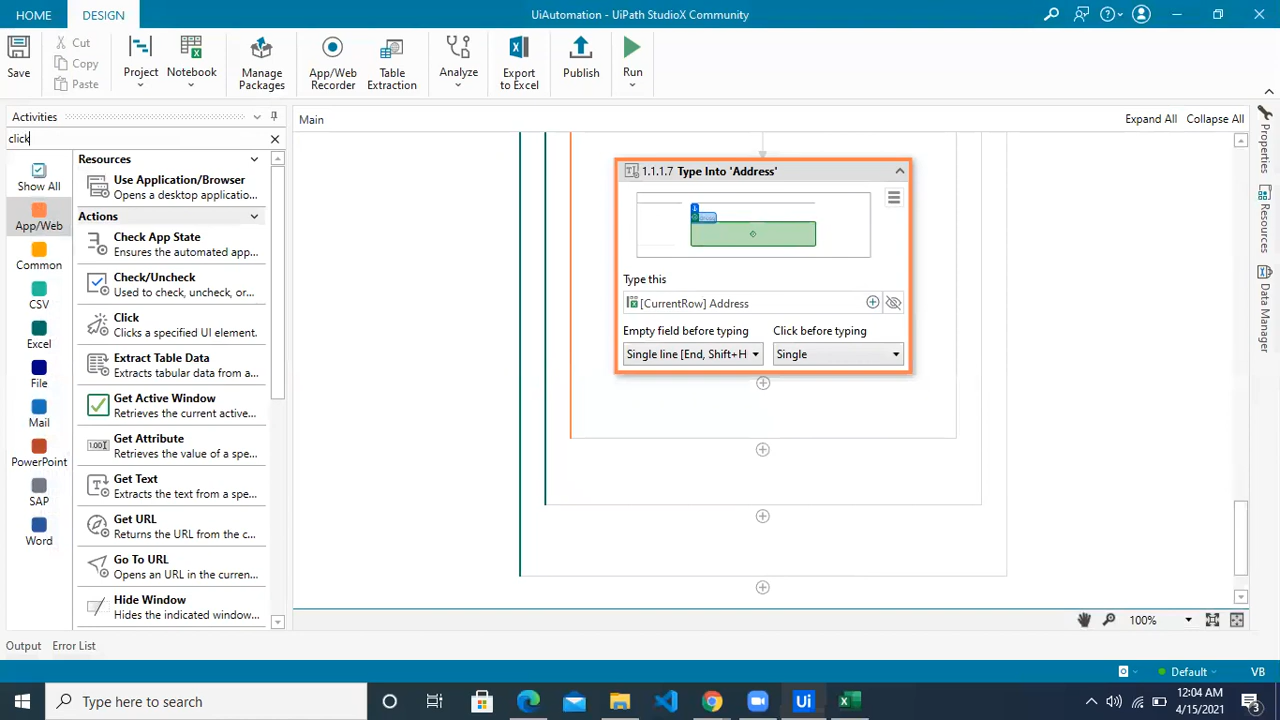 HOME
DESIGN
UiAutomation - UiPath StudioX Community
Save
Cut
Copy
Paste
Project
Notebook
Manage Packages
App/Web Recorder
Table Extraction
Analyze
Export to Excel
Publish
Run
Activities
click
Show All
App/Web
Common
CSV
Excel
File
Mail
PowerPoint
SAP
Word
Resources
Use Application/Browser
Opens a desktop applicatio...
Actions
Check App State
Ensures the automated app...
Check/Uncheck
Used to check, uncheck, or...
Click
Clicks a specified UI element.
Extract Table Data
Extracts tabular data from a...
Get Active Window
Retrieves the current active...
Get Attribute
Retrieves the value of a spe...
Get Text
Extracts the text from a spe...
Get URL
Returns the URL from the c...
Go To URL
Opens an URL in the curren...
Hide Window
Hides the indicated window...
Main
Expand All
Collapse All
1.1.1.7 Type Into 'Address'
Type this
[CurrentRow] Address
Empty field before typing
Click before typing
Single line [End, Shift+H
Single
Properties
Resources
Data Manager
100%
Output
Error List
Default
VB
Type here to search
Ui
12:04 AM
4/15/2021
3